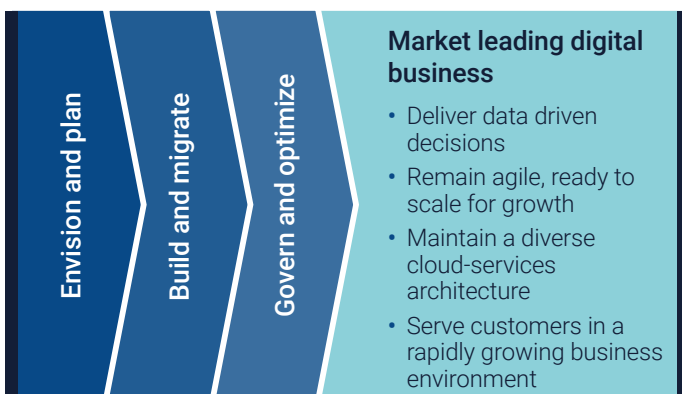 Envision and plan
Build and migrate
Govern and optimize
Market leading digital
business
• Deliver data driven
decisions
• Remain agile, ready to
scale for growth
• Maintain a diverse
cloud-services
architecture
• Serve customers in a
rapidly growing business
environment